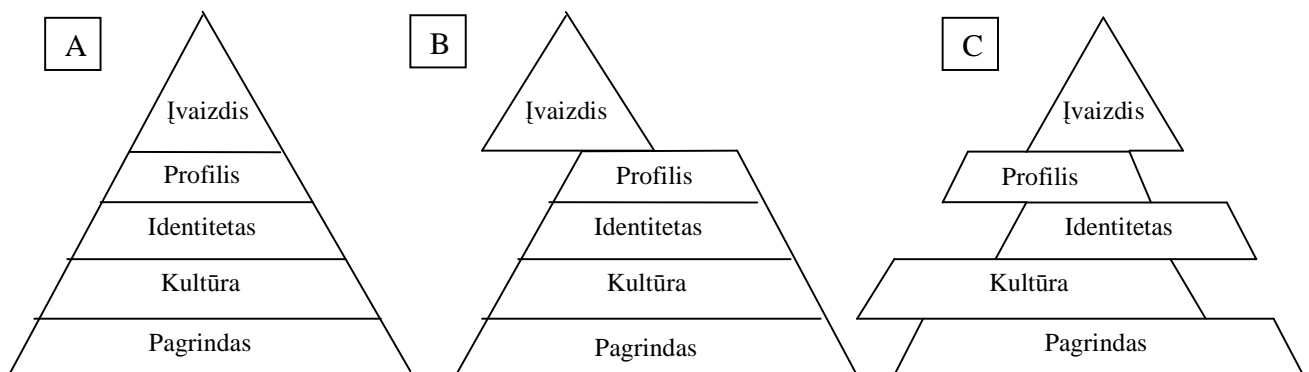 A
Įvaizdis
Profilis
Identitetas
Kultūra
Pagrindas
B
Įvaizdis
Profilis
Identitetas
Kultūra
Pagrindas
C
Įvaizdis
Profilis
Identitetas
Kultūra
Pagrindas